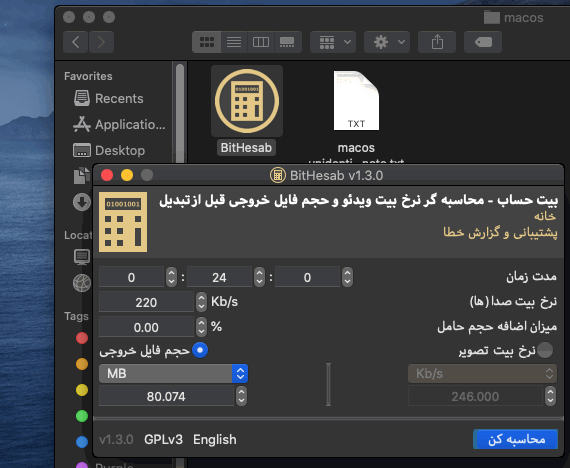 macos
Favorites
Recents
Applicatio...
Desktop
Locat
Tags
01001001
BitHesab
TXT
macos
BitHesab v1.3.0
01001001
بیت حساب - محاسبه گر نرخ بیت ویدئو و حجم فایل خروجی قبل از تبدیل
خانه
پشتیبانی و گزارش خطا
مدت زمان
0 : 24 : 0
نرخ بیت صدا (ها)
220 Kb/s
میزان اضافه حجم حامل
0.00 %
نرخ بیت تصویر
حجم فایل خروجی
Kb/s
MB
246.000
80.074
v1.3.0 GPLv3 English
محاسبه کن
Purple